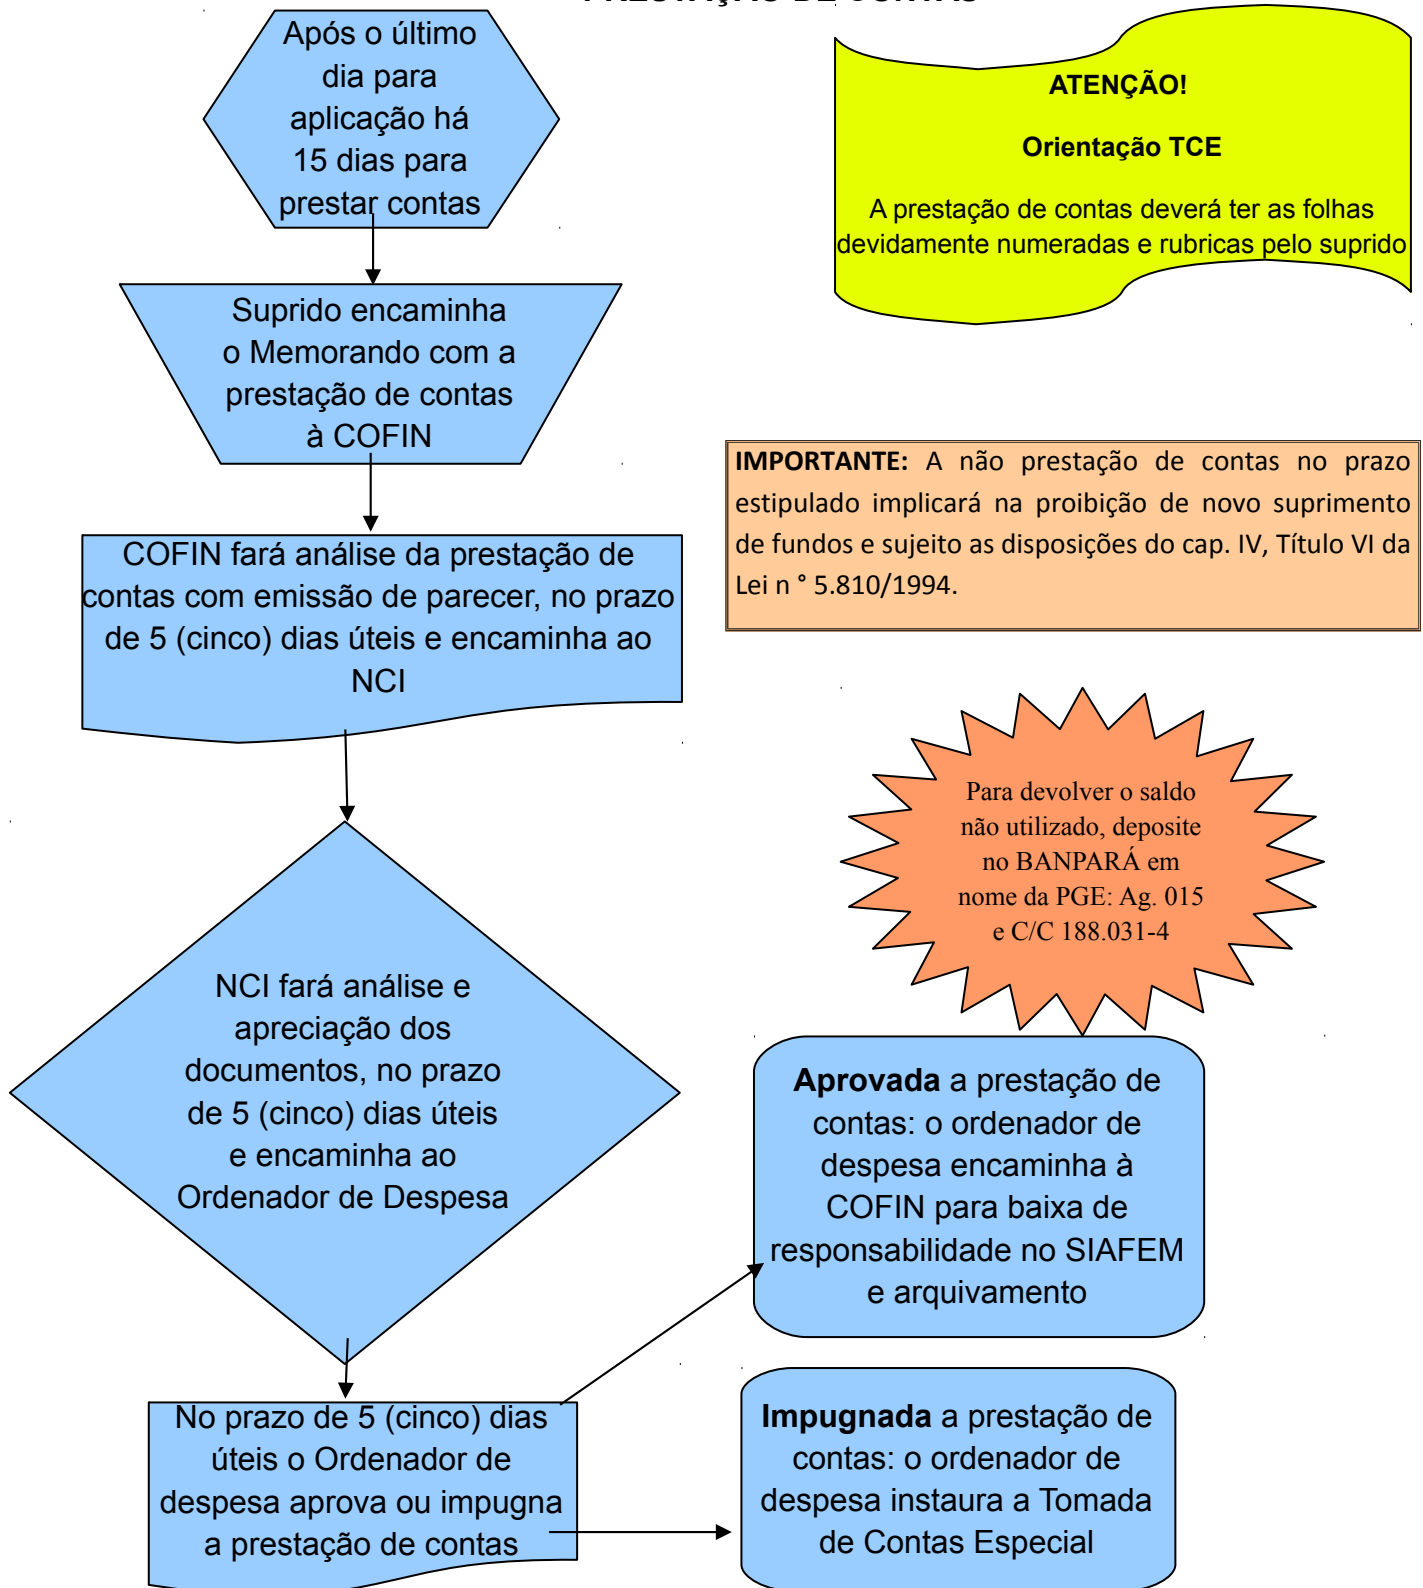 PRESTAÇÃO DE CONTAS
Após o último
dia para
aplicação há
15 dias para
prestar contas
ATENÇÃO!
Orientação TCE
A prestação de contas deverá ter as folhas
devidamente numeradas e rubricas pelo suprido
Suprido encaminha
o Memorando com a
prestação de contas
à COFIN
IMPORTANTE: A não prestação de contas no prazo
estipulado implicará na proibição de novo suprimento
de fundos e sujeito as disposições do cap. IV, Título VI da
Lei n ° 5.810/1994.
COFIN fará análise da prestação de
contas com emissão de parecer, no prazo
de 5 (cinco) dias úteis e encaminha ao
NCI
Para devolver o saldo
não utilizado, deposite
no BANPARÁ em
nome da PGE: Ag. 015
e C/C 188.031-4
NCI fará análise e
apreciação dos
documentos, no prazo
de 5 (cinco) dias úteis
e encaminha ao
Ordenador de Despesa
Aprovada a prestação de
contas: o ordenador de
despesa encaminha à
COFIN para baixa de
responsabilidade no SIAFEM
e arquivamento
No prazo de 5 (cinco) dias
úteis o Ordenador de
despesa aprova ou impugna
a prestação de contas
Impugnada a prestação de
contas: o ordenador de
despesa instaura a Tomada
de Contas Especial